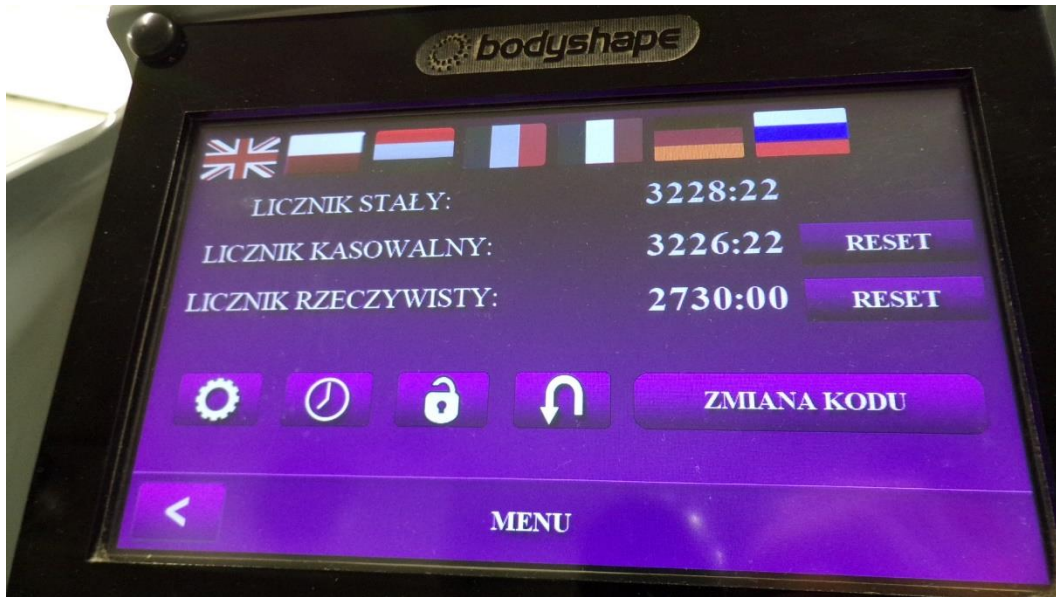 bodyshape
LICZNIK STAŁY: 3228:22
LICZNIK KASOWALNY: 3226:22 RESET
LICZNIK RZECZYWISTY: 2730:00 RESET
ZMIANA KODU
< MENU